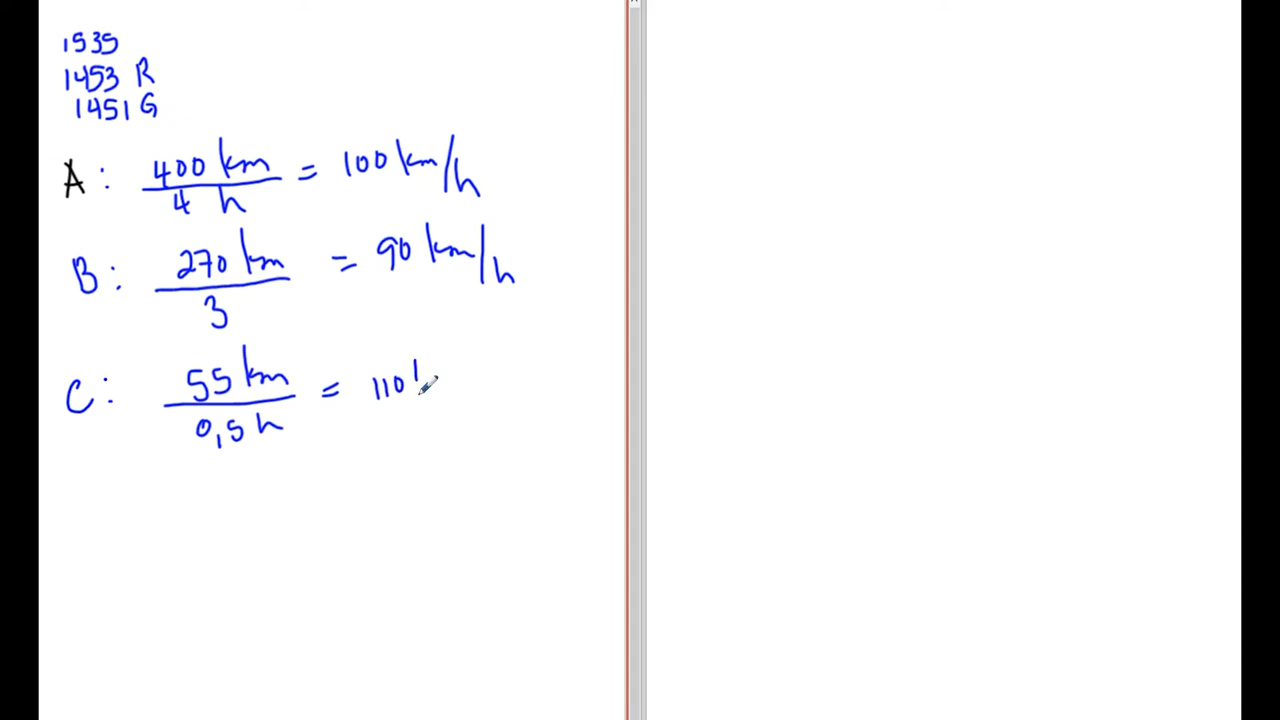 1535
1453 R
1451 G
A: 400 km / 4 h = 100 km/h
B: 270 km / 3 = 90 km/h
C: 55 km / 0,5 h = 110